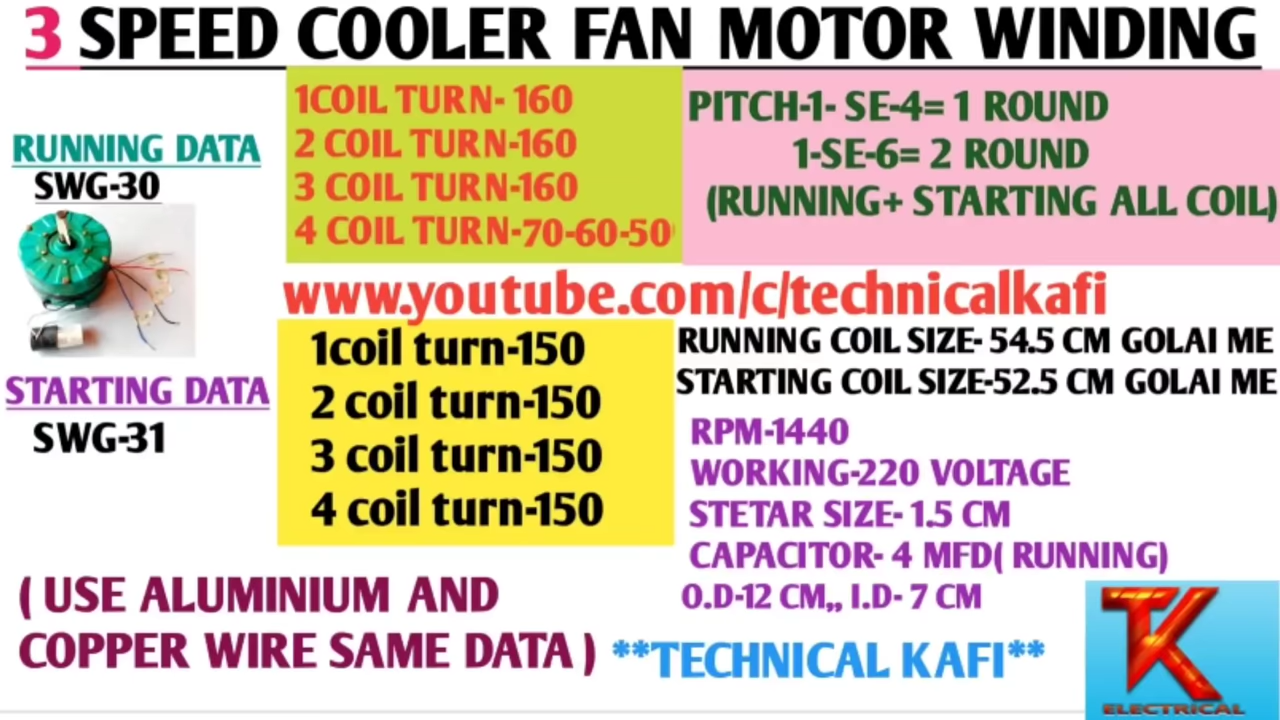 3 SPEED COOLER FAN MOTOR WINDING
RUNNING DATA
SWG-30
1COIL TURN- 160
2 COIL TURN-160
3 COIL TURN-160
4 COIL TURN-70-60-50
PITCH-1- SE-4= 1 ROUND
1-SE-6= 2 ROUND
(RUNNING+ STARTING ALL COIL)
www.youtube.com/c/technicalkafi
STARTING DATA
SWG-31
1coil turn-150
2 coil turn-150
3 coil turn-150
4 coil turn-150
RUNNING COIL SIZE- 54.5 CM GOLAI ME
STARTING COIL SIZE-52.5 CM GOLAI ME
RPM-1440
WORKING-220 VOLTAGE
STETAR SIZE- 1.5 CM
CAPACITOR- 4 MFD( RUNNING)
O.D-12 CM,, I.D- 7 CM
( USE ALUMINIUM AND
COPPER WIRE SAME DATA )
**TECHNICAL KAFI**
TK
ELECTRICAL